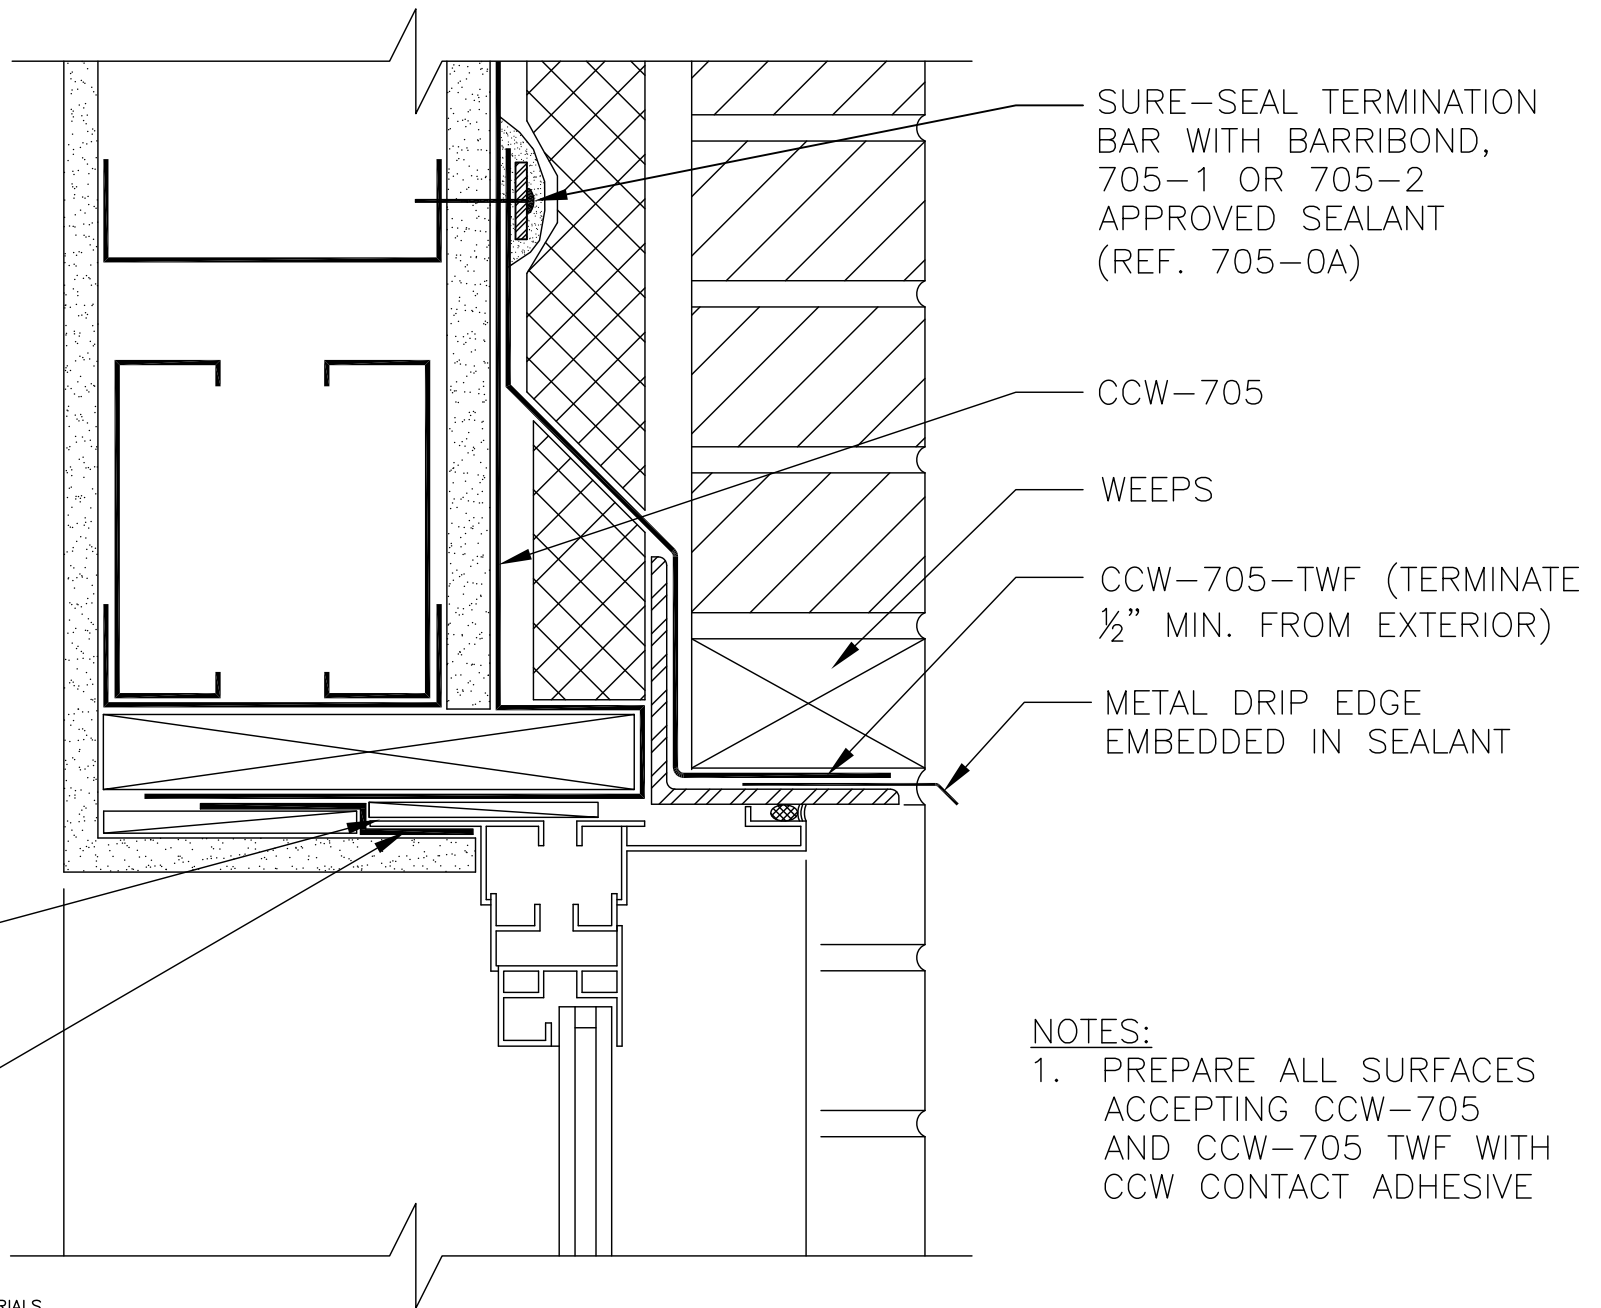 SURE-SEAL TERMINATION
BAR WITH BARRIBOND,
705-1 OR 705-2
APPROVED SEALANT
(REF. 705-0A)
CCW-705
WEEPS
CCW-705-TWF (TERMINATE
½” MIN. FROM EXTERIOR)
METAL DRIP EDGE
EMBEDDED IN SEALANT
NOTES:
1. PREPARE ALL SURFACES
ACCEPTING CCW-705
AND CCW-705 TWF WITH
CCW CONTACT ADHESIVE